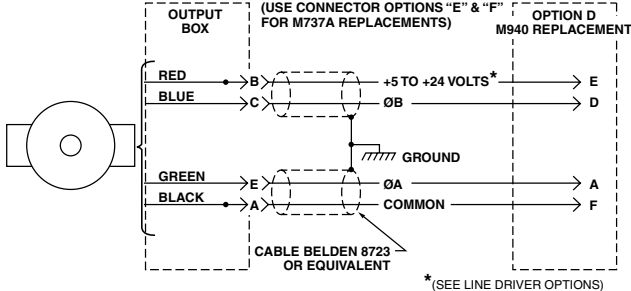 OUTPUT BOX
(USE CONNECTOR OPTIONS “E” & “F” FOR M737A REPLACEMENTS)
OPTION D
M940 REPLACEMENT
RED B +5 TO +24 VOLTS* E
BLUE C ØB D
GROUND
GREEN E ØA A
BLACK A COMMON F
CABLE BELDEN 8723
OR EQUIVALENT
*(SEE LINE DRIVER OPTIONS)